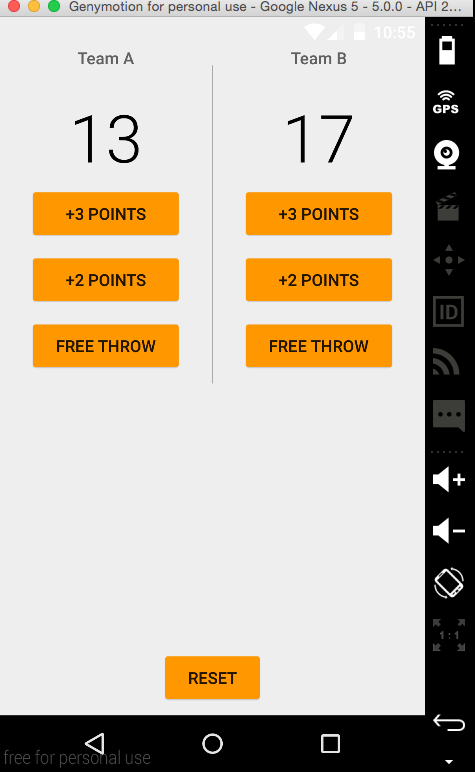 Genymotion for personal use - Google Nexus 5 - 5.0.0 - API 2...
10:55
Team A
Team B
13
17
+3 POINTS
+3 POINTS
+2 POINTS
+2 POINTS
FREE THROW
FREE THROW
RESET
free for personal use
GPS
ID
1:1